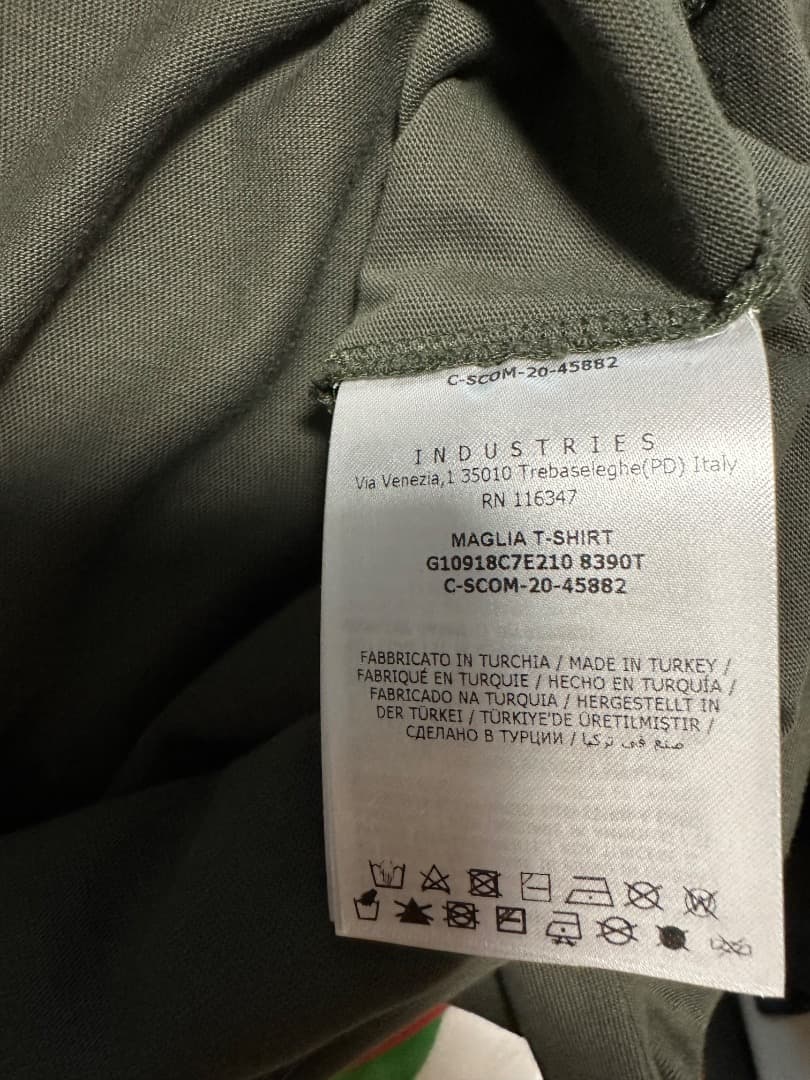 C-SCOM-20-45882
INDUSTRIES
Via Venezia,1 35010 Trebaseleghe(PD) Italy
RN 116347
MAGLIA T-SHIRT
G10918C7E210 8390T
C-SCOM-20-45882
FABBRICATO IN TURCHIA / MADE IN TURKEY /
FABRIQUÉ EN TURQUIE / HECHO EN TURQUÍA /
FABRICADO NA TURQUIA / HERGESTELLT IN
DER TÜRKEI / TÜRKIYE'DE ÜRETILMIŞTIR /
СДЕЛАНО В ТУРЦИИ / صنع في تركيا